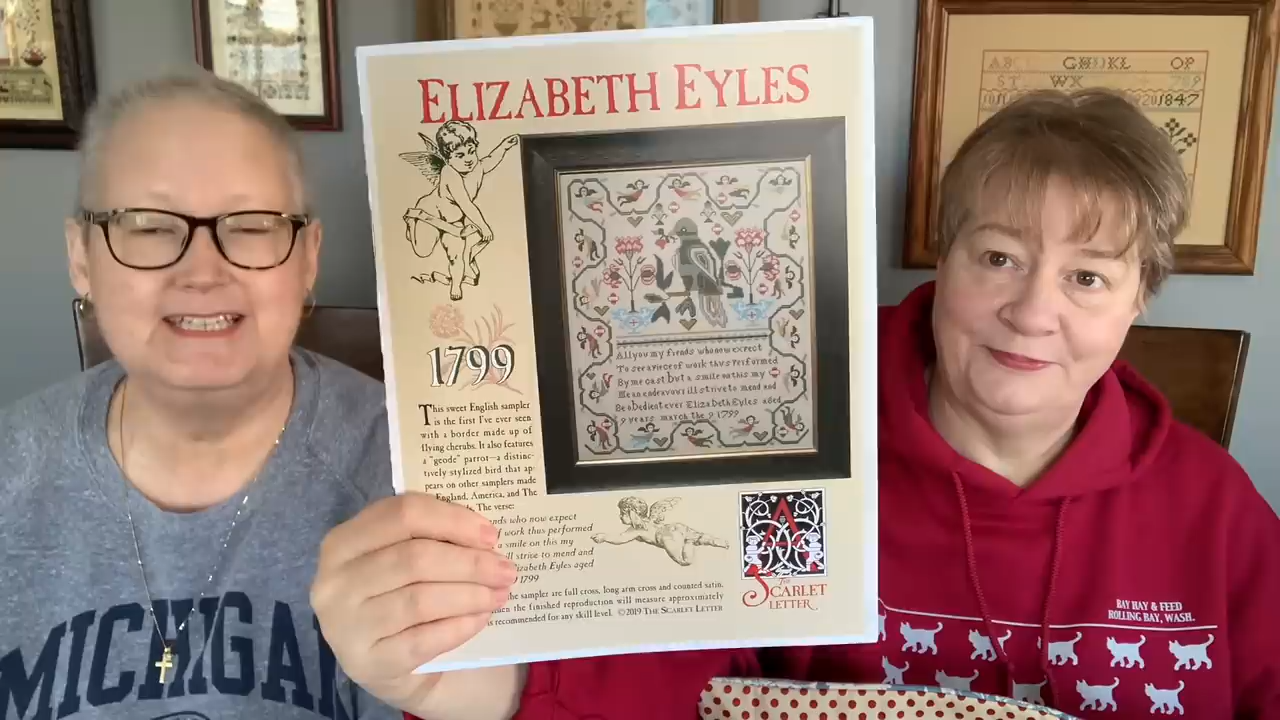 ELIZABETH EYLES
1799
This sweet English sampler
is the first I've ever seen
with a border made up of
flying cherubs. It also features
a "geode" parrot—a distinc-
tively stylized bird that ap-
pears on other samplers made
England, America, and The
The verse:
ends who now expect
f work thus performed
a smile on this my
ill strive to mend and
Elizabeth Eyles aged
1799
the sampler are full cross, long arm cross and counted satin.
the finished reproduction will measure approximately
is recommended for any skill level. ©2019 THE SCARLET LETTER
All you my friends who now expect
To see a piece of work thus Performed
By me cast but a smile on this my
Mean endeavour ill strive to mend and
Be obedient ever Elizabeth Eyles aged
9 years march the 9 1799
A
THE
SCARLET
LETTER
MICHIGAN
BAY HAY & FEED
ROLLING BAY, WASH.
1847